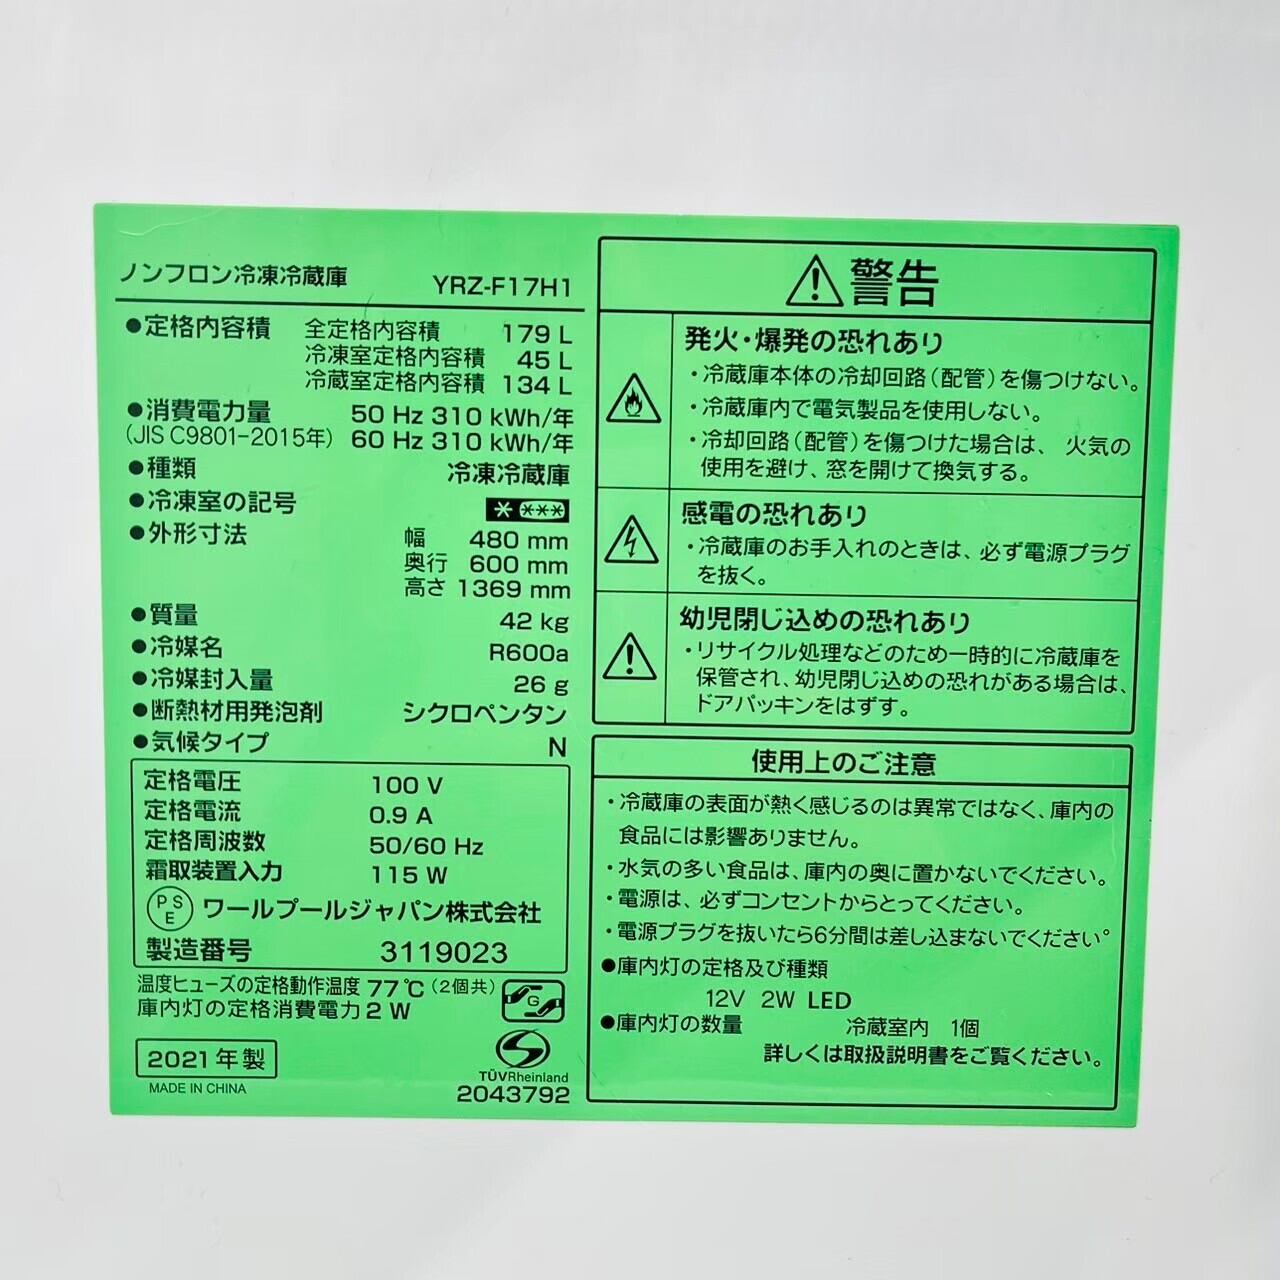 ノンフロン冷凍冷蔵庫 YRZ-F17H1
●定格内容積 全定格内容積 179 L
冷凍室定格内容積 45 L
冷蔵室定格内容積 134 L
●消費電力量 50 Hz 310 kWh/年
(JIS C9801-2015年) 60 Hz 310 kWh/年
●種類 冷凍冷蔵庫
●冷凍室の記号
●外形寸法 幅 480 mm
奥行 600 mm
高さ 1369 mm
●質量 42 kg
●冷媒名 R600a
●冷媒封入量 26 g
●断熱材用発泡剤 シクロペンタン
●気候タイプ N
定格電圧 100 V
定格電流 0.9 A
定格周波数 50/60 Hz
霜取装置入力 115 W
PSE ワールプールジャパン株式会社
製造番号 3119023
温度ヒューズの定格動作温度 77℃(2個共)
庫内灯の定格消費電力 2 W
G
2021年製
MADE IN CHINA
TÜVRheinland
2043792
警告
発火・爆発の恐れあり
・冷蔵庫本体の冷却回路(配管)を傷つけない。
・冷蔵庫内で電気製品を使用しない。
・冷却回路(配管)を傷つけた場合は、火気の
使用を避け、窓を開けて換気する。
感電の恐れあり
・冷蔵庫のお手入れのときは、必ず電源プラグ
を抜く。
幼児閉じ込めの恐れあり
・リサイクル処理などのため一時的に冷蔵庫を
保管され、幼児閉じ込めの恐れがある場合は、
ドアパッキンをはずす。
使用上のご注意
・冷蔵庫の表面が熱く感じるのは異常ではなく、庫内の
食品には影響ありません。
・水気の多い食品は、庫内の奥に置かないでください。
・電源は、必ずコンセントからとってください。
・電源プラグを抜いたら6分間は差し込まないでください。
●庫内灯の定格及び種類
12V 2W LED
●庫内灯の数量 冷蔵室内 1個
詳しくは取扱説明書をご覧ください。